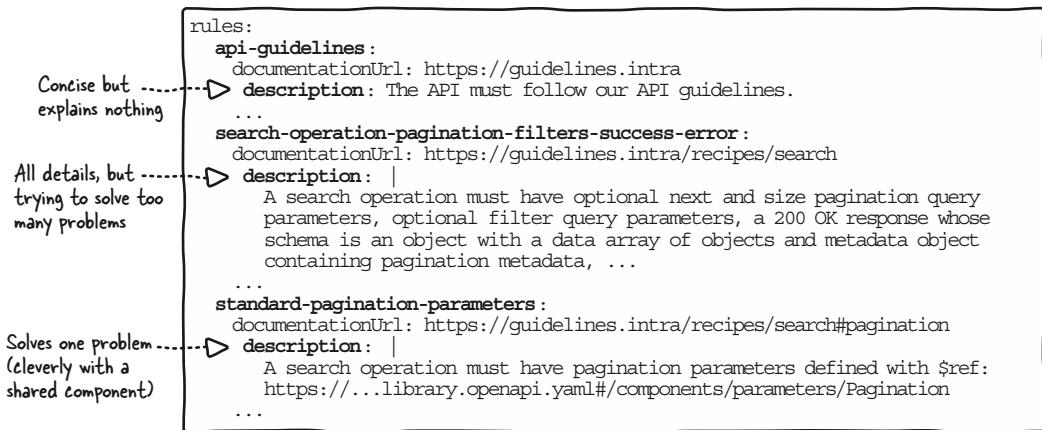 rules:
api-guidelines:
documentationUrl: https://guidelines.intra
Concise but
explains nothing
description: The API must follow our API guidelines.
...
search-operation-pagination-filters-success-error:
documentationUrl: https://guidelines.intra/recipes/search
All details, but
trying to solve too
many problems
description: |
A search operation must have optional next and size pagination query
parameters, optional filter query parameters, a 200 OK response whose
schema is an object with a data array of objects and metadata object
containing pagination metadata, ...
...
standard-pagination-parameters:
documentationUrl: https://guidelines.intra/recipes/search#pagination
Solves one problem
(cleverly with a
shared component)
description: |
A search operation must have pagination parameters defined with $ref:
https://...library.openapi.yaml#/components/parameters/Pagination
...